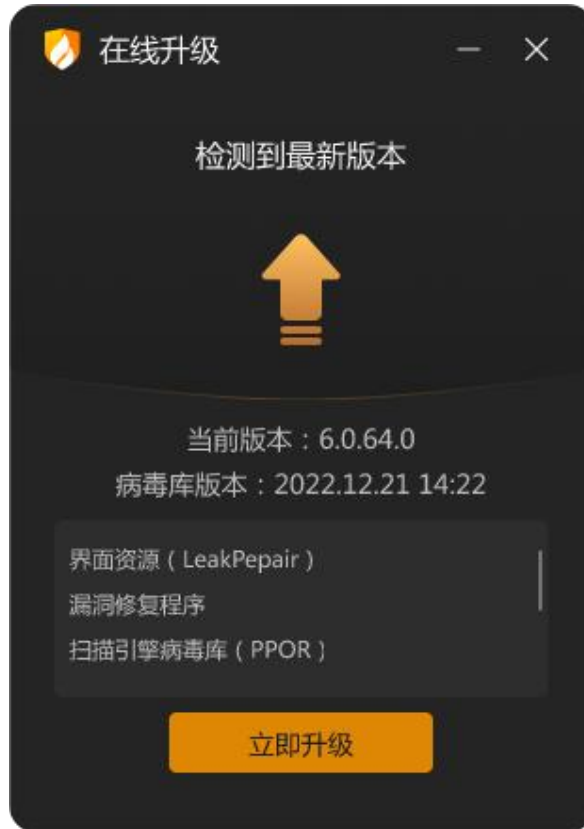 在线升级
检测到最新版本
当前版本：6.0.64.0
病毒库版本：2022.12.21 14:22
界面资源（LeakPepair）
漏洞修复程序
扫描引擎病毒库（PPOR）
立即升级